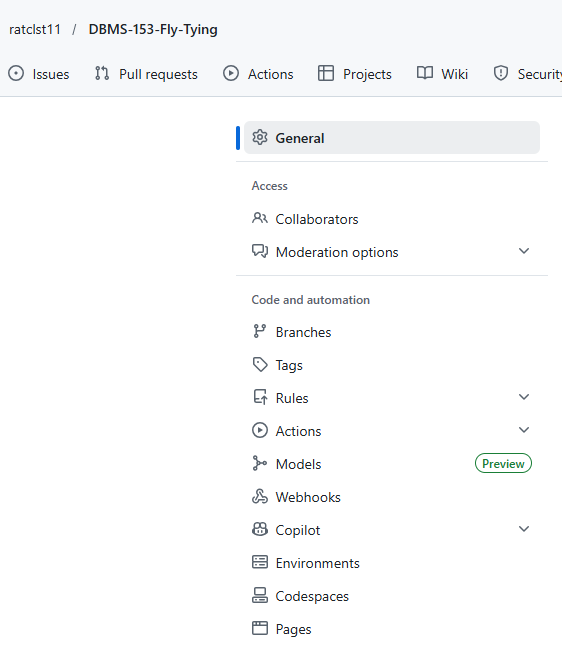 ratclst11 / DBMS-153-Fly-Tying
Issues Pull requests Actions Projects Wiki Security
General
Access
Collaborators
Moderation options
Code and automation
Branches
Tags
Rules
Actions
Models Preview
Webhooks
Copilot
Environments
Codespaces
Pages